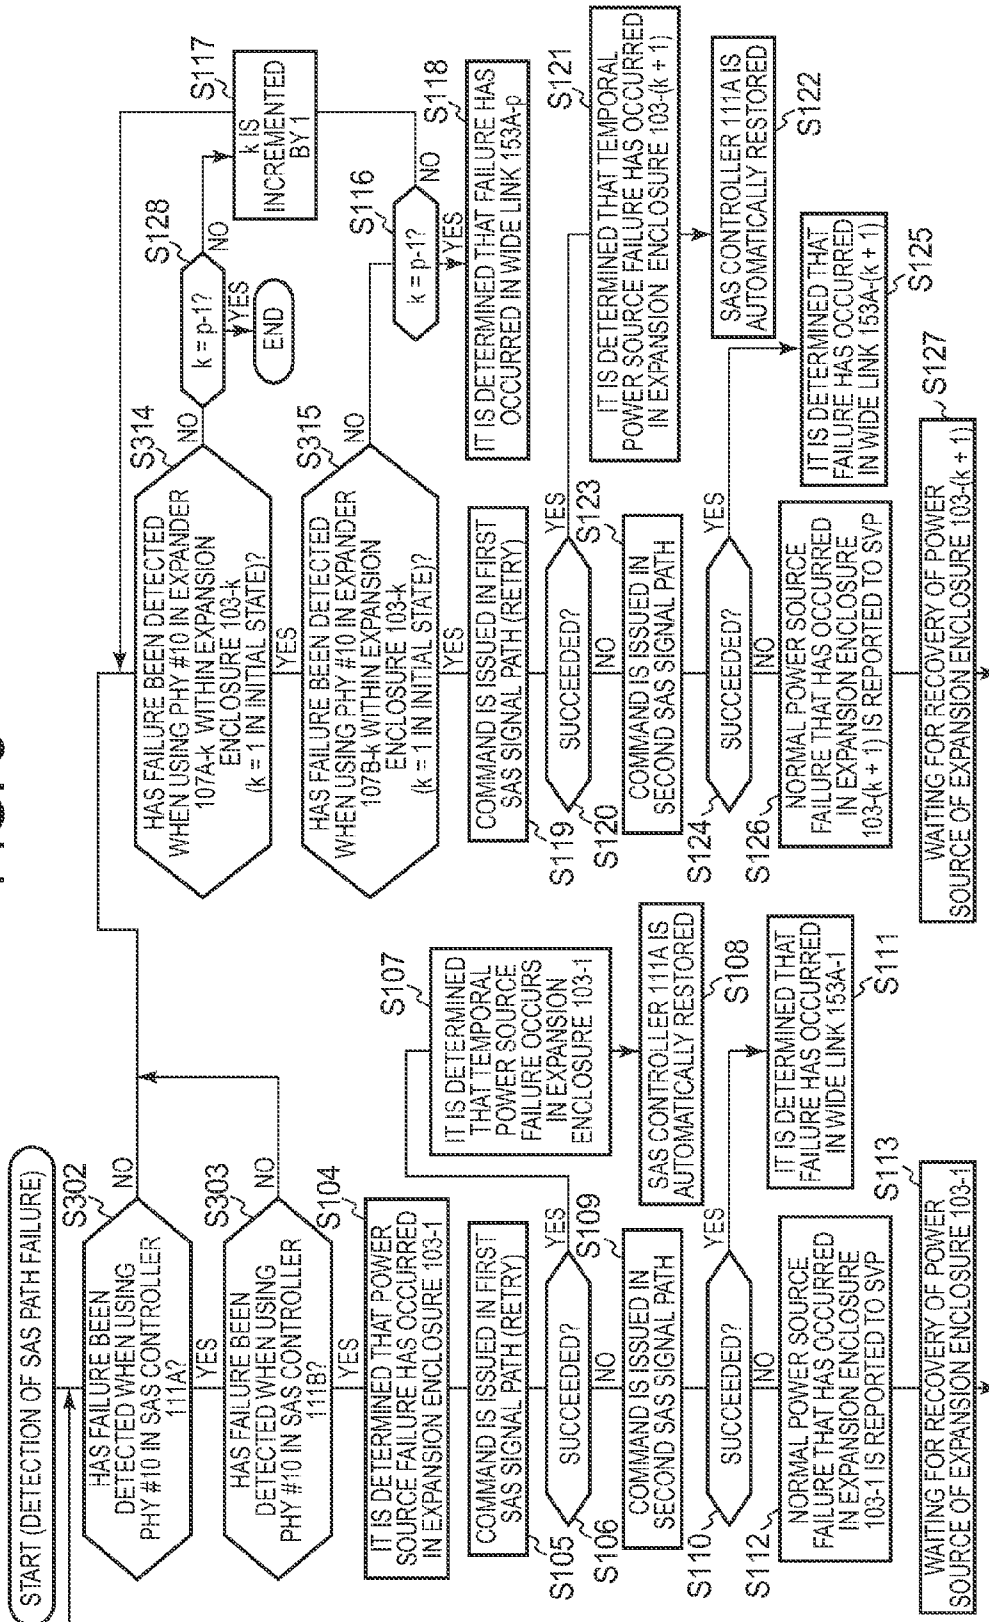 START (DETECTION OF SAS PATH FAILURE)
S302
HAS FAILURE BEEN
DETECTED WHEN USING
PHY #10 IN SAS CONTROLLER
111A?
NO
YES
S303
HAS FAILURE BEEN
DETECTED WHEN USING
PHY #10 IN SAS CONTROLLER
111B?
NO
YES
S104
IT IS DETERMINED THAT POWER
SOURCE FAILURE HAS OCCURRED
IN EXPANSION ENCLOSURE 103-1
COMMAND IS ISSUED IN FIRST
SAS SIGNAL PATH (RETRY)
S105
SUCCEEDED?
S106
YES
NO
S107
IT IS DETERMINED
THAT TEMPORAL
POWER SOURCE
FAILURE OCCURS
IN EXPANSION
ENCLOSURE 103-1
SAS CONTROLLER 111A IS
AUTOMATICALLY RESTORED
S108
S109
COMMAND IS ISSUED IN
SECOND SAS SIGNAL PATH
SUCCEEDED?
S110
YES
NO
IT IS DETERMINED THAT
FAILURE HAS OCCURRED
IN WIDE LINK 153A-1
S111
S112
NORMAL POWER SOURCE
FAILURE THAT HAS OCCURRED
IN EXPANSION ENCLOSURE
103-1 IS REPORTED TO SVP
S113
WAITING FOR RECOVERY OF POWER
SOURCE OF EXPANSION ENCLOSURE 103-1
S314
HAS FAILURE BEEN DETECTED
WHEN USING PHY #10 IN EXPANDER
107A-k WITHIN EXPANSION
ENCLOSURE 103-k
(k = 1 IN INITIAL STATE)?
NO
YES
S128
k = p-1?
NO
YES
END
S117
k IS
INCREMENTED
BY 1
S315
HAS FAILURE BEEN DETECTED
WHEN USING PHY #10 IN EXPANDER
107B-k WITHIN EXPANSION
ENCLOSURE 103-k
(k = 1 IN INITIAL STATE)?
NO
YES
S116
k = p-1?
NO
YES
S118
IT IS DETERMINED THAT FAILURE HAS
OCCURRED IN WIDE LINK 153A-p
COMMAND IS ISSUED IN FIRST
SAS SIGNAL PATH (RETRY)
S119
SUCCEEDED?
S120
YES
NO
S121
IT IS DETERMINED THAT TEMPORAL
POWER SOURCE FAILURE HAS OCCURRED
IN EXPANSION ENCLOSURE 103-(k + 1)
SAS CONTROLLER 111A IS
AUTOMATICALLY RESTORED
S122
S123
COMMAND IS ISSUED IN
SECOND SAS SIGNAL PATH
SUCCEEDED?
S124
YES
NO
IT IS DETERMINED THAT
FAILURE HAS OCCURRED
IN WIDE LINK 153A-(k + 1)
S125
S126
NORMAL POWER SOURCE
FAILURE THAT HAS OCCURRED
IN EXPANSION ENCLOSURE
103-(k + 1) IS REPORTED TO SVP
S127
WAITING FOR RECOVERY OF POWER
SOURCE OF EXPANSION ENCLOSURE 103-(k + 1)